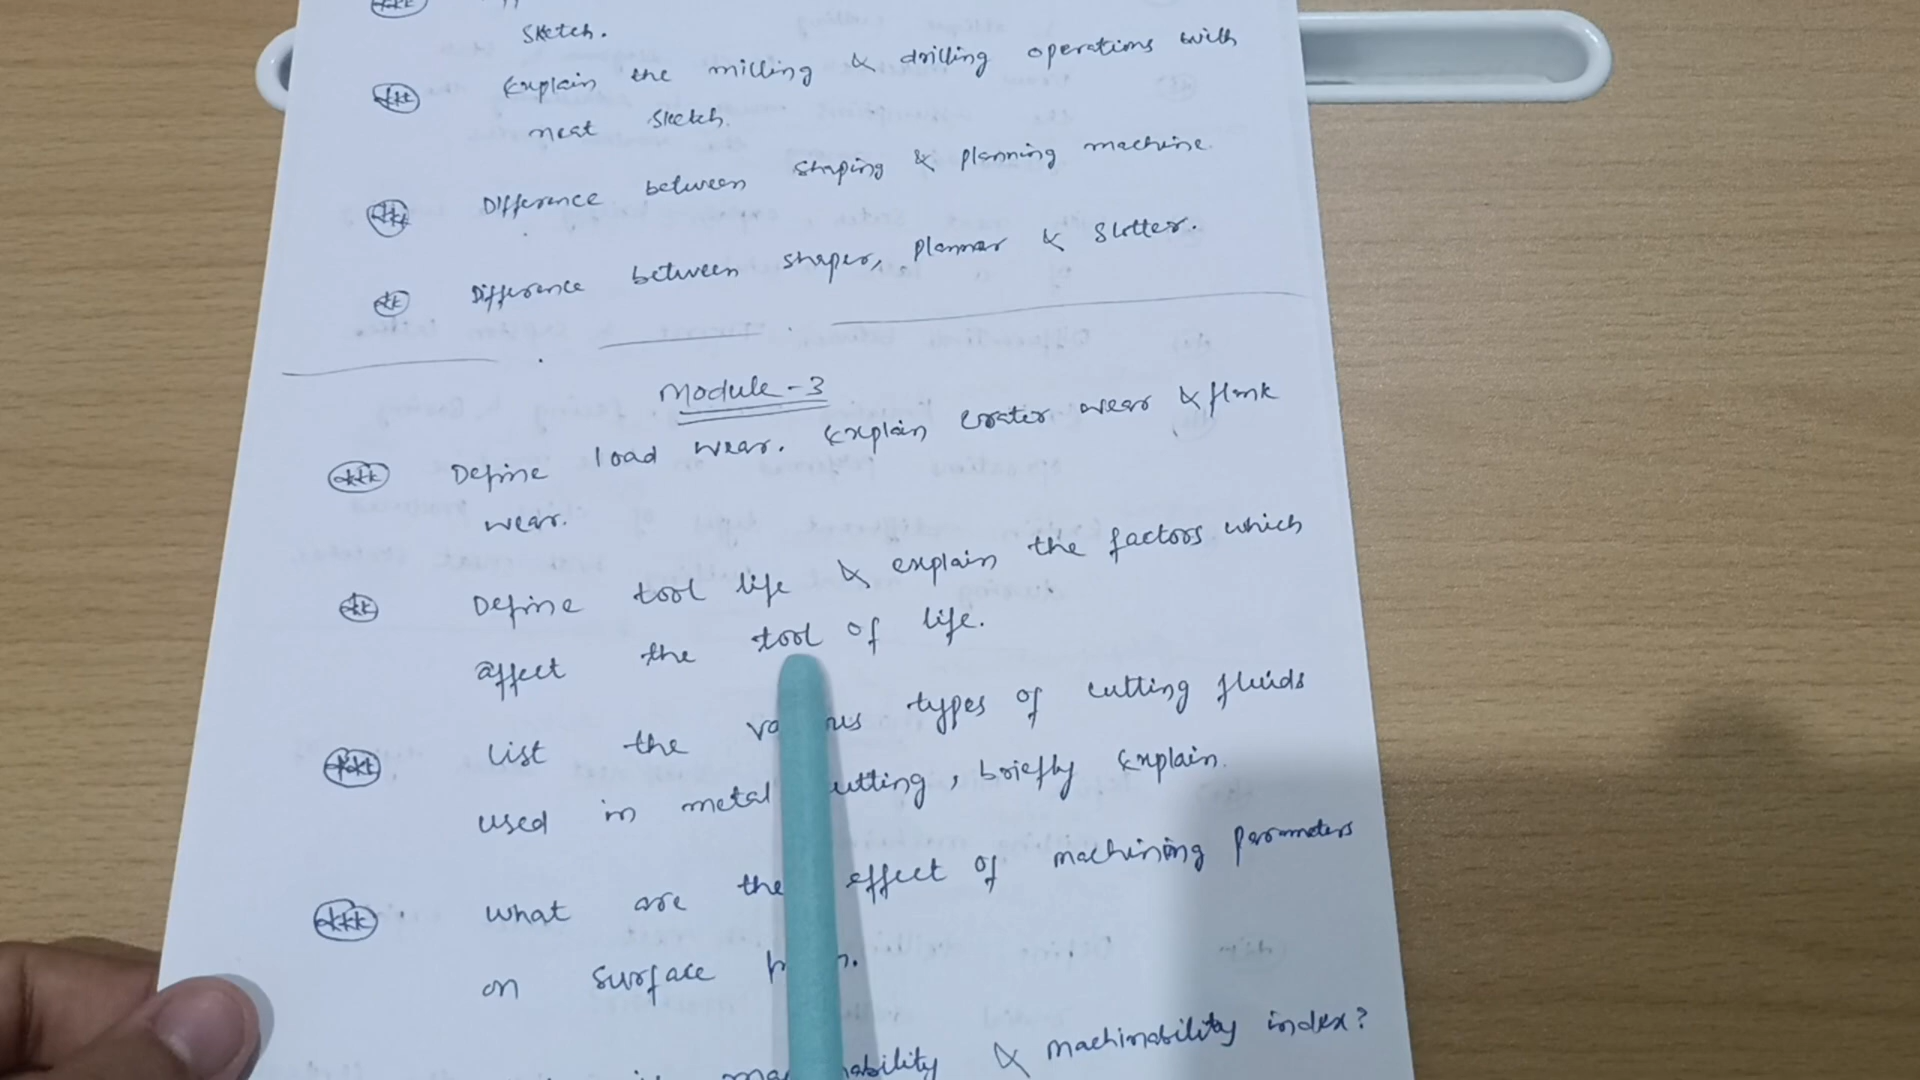 Sketch.
*** Explain the milling & drilling operations with
neat sketch.
*** Difference between shaping & planning machine.
** Difference between shaper, planner & Slotter.
Module-3
*** Define load wear. Explain crater wear & flank
wear.
** Define tool life & explain the factors which
affect the tool of life.
*** List the types of cutting fluids
used in metal briefly Explain.
*** What are the effect of machining parameters
on surface
& machinability index?